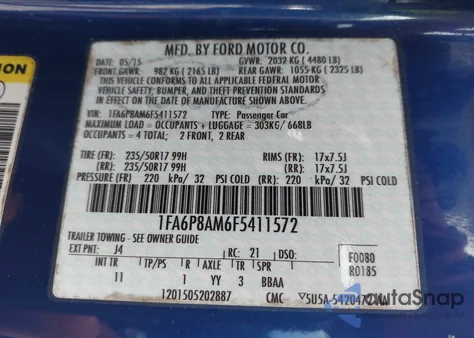 MFD. BY FORD MOTOR CO.
DATE: 05/15 GVWR: 2032 KG ( 4480 LB)
FRONT GAWR: 982 KG ( 2165 LB) REAR GAWR: 1055 KG ( 2325 LB)
THIS VEHICLE CONFORMS TO ALL APPLICABLE FEDERAL MOTOR
VEHICLE SAFETY, BUMPER, AND THEFT PREVENTION STANDARDS
IN EFFECT ON THE DATE OF MANUFACTURE SHOWN ABOVE.
VIN: 1FA6P8AM6F5411572 TYPE: Passenger Car
MAXIMUM LOAD = OCCUPANTS + LUGGAGE = 303KG/ 668LB
OCCUPANTS = 4 TOTAL; 2 FRONT, 2 REAR
TIRE (FR): 235/50R17 99H RIMS (FR): 17x7.5J
(RR): 235/50R17 99H (RR): 17x7.5J
PRESSURE (FR) 220 kPa/ 32 PSI COLD (RR) 220 kPa/ 32 PSI COLD
1FA6P8AM6F5411572
TRAILER TOWING - SEE OWNER GUIDE
EXT PNT: J4 RC: 21 DSO: F0080
INT TR TP/PS R AXLE TR SPR R0185
11 1 YY 3 BBAA
1201505202887 CMC
autoSnap